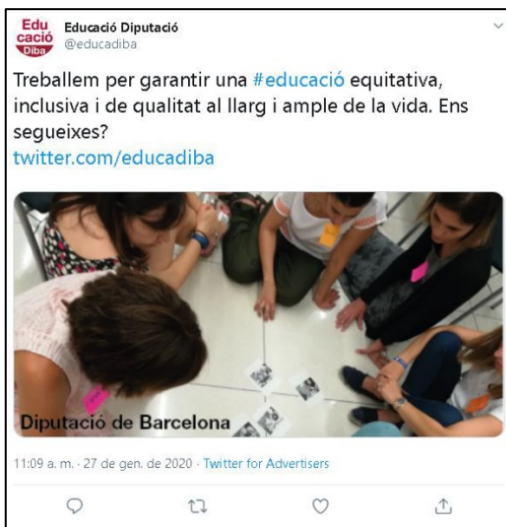 Edu
cació
Diba
Educació Diputació
@educadiba
Treballem per garantir una #educació equitativa,
inclusiva i de qualitat al llarg i ample de la vida. Ens
segueixes?
twitter.com/educadiba
Diputació de Barcelona
11:09 a. m. · 27 de gen. de 2020 · Twitter for Advertisers